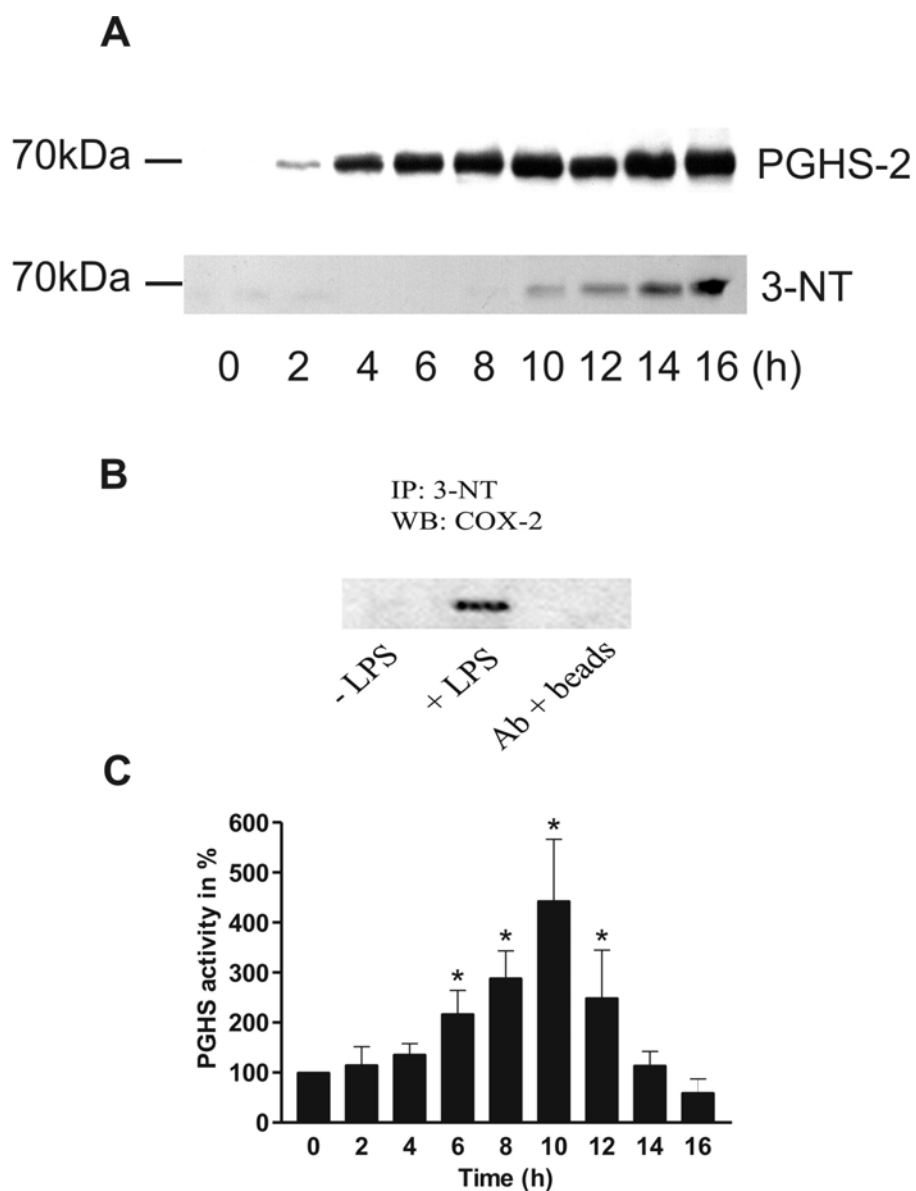 A
70kDa PGHS-2
70kDa 3-NT
0 2 4 6 8 10 12 14 16 (h)
B
IP: 3-NT
WB: COX-2
- LPS + LPS Ab + beads
C
PGHS activity in %
600
500
400
300
200
100
0
* * * *
0 2 4 6 8 10 12 14 16
Time (h)